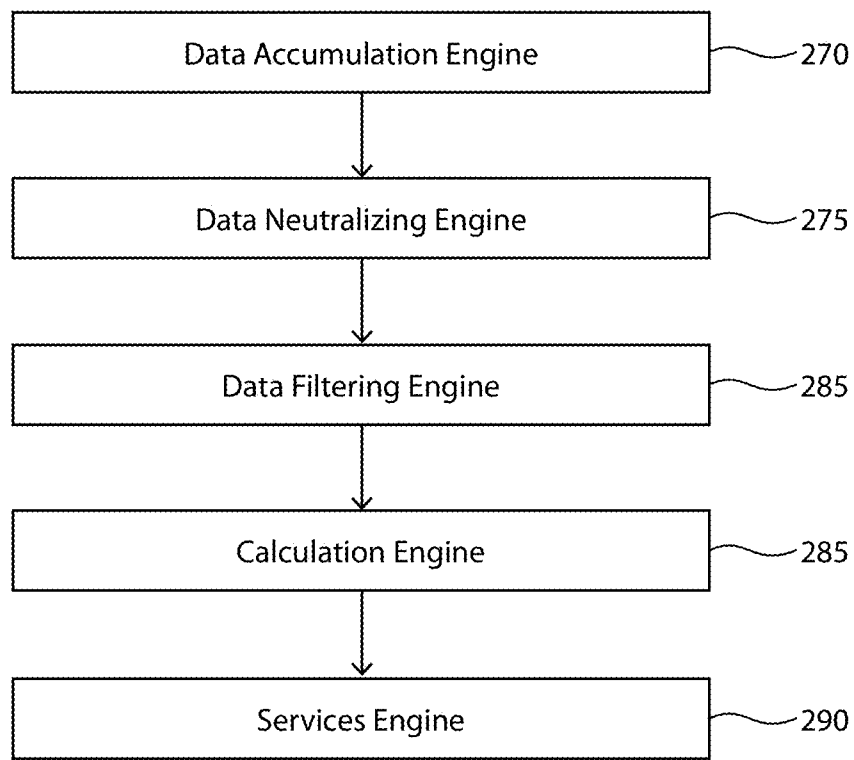 Data Accumulation Engine 270
Data Neutralizing Engine 275
Data Filtering Engine 285
Calculation Engine 285
Services Engine 290